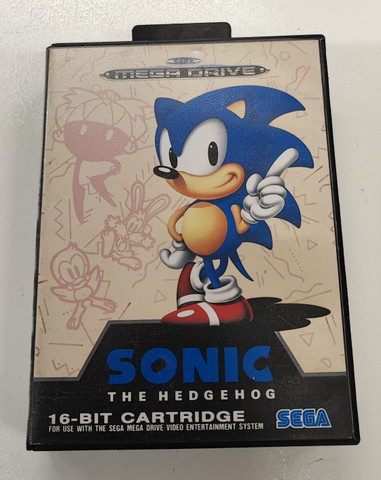 SEGA
MEGA DRIVE
SONIC
THE HEDGEHOG
16-BIT CARTRIDGE
FOR USE WITH THE SEGA MEGA DRIVE VIDEO ENTERTAINMENT SYSTEM
SEGA